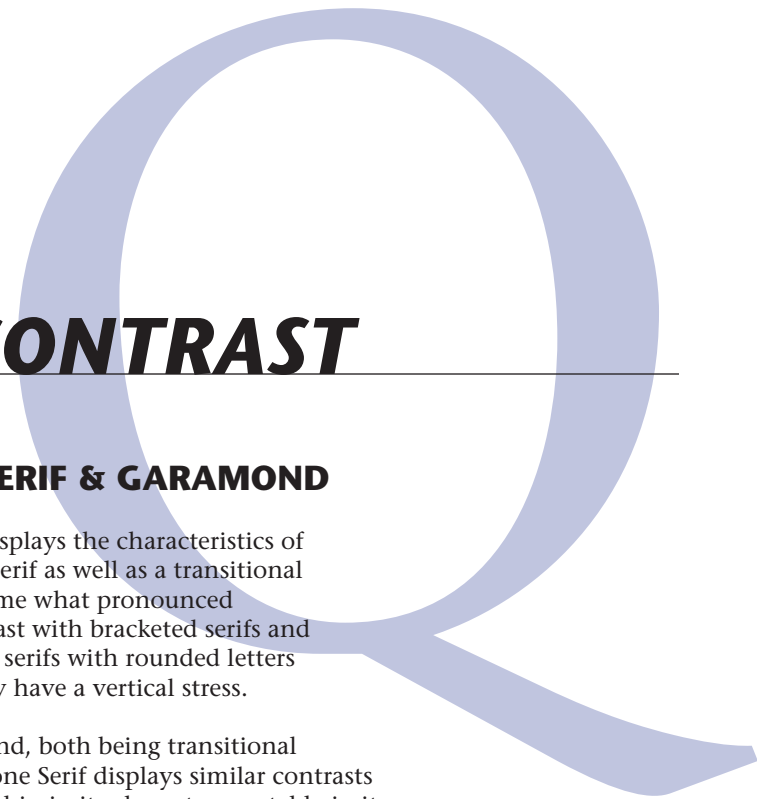 Q
CONTRAST
ERIF & GARAMOND
splays the characteristics of
erif as well as a transitional
me what pronounced
ast with bracketed serifs and
serifs with rounded letters
have a vertical stress.
nd, both being transitional
one Serif displays similar contrasts